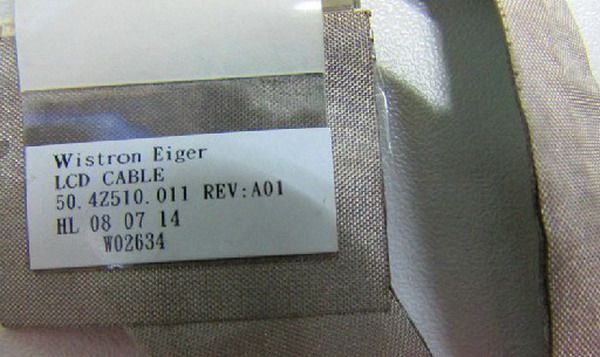 Wistron Eiger
LCD CABLE
50.4Z510.011 REV:A01
HL 08 07 14
W02634